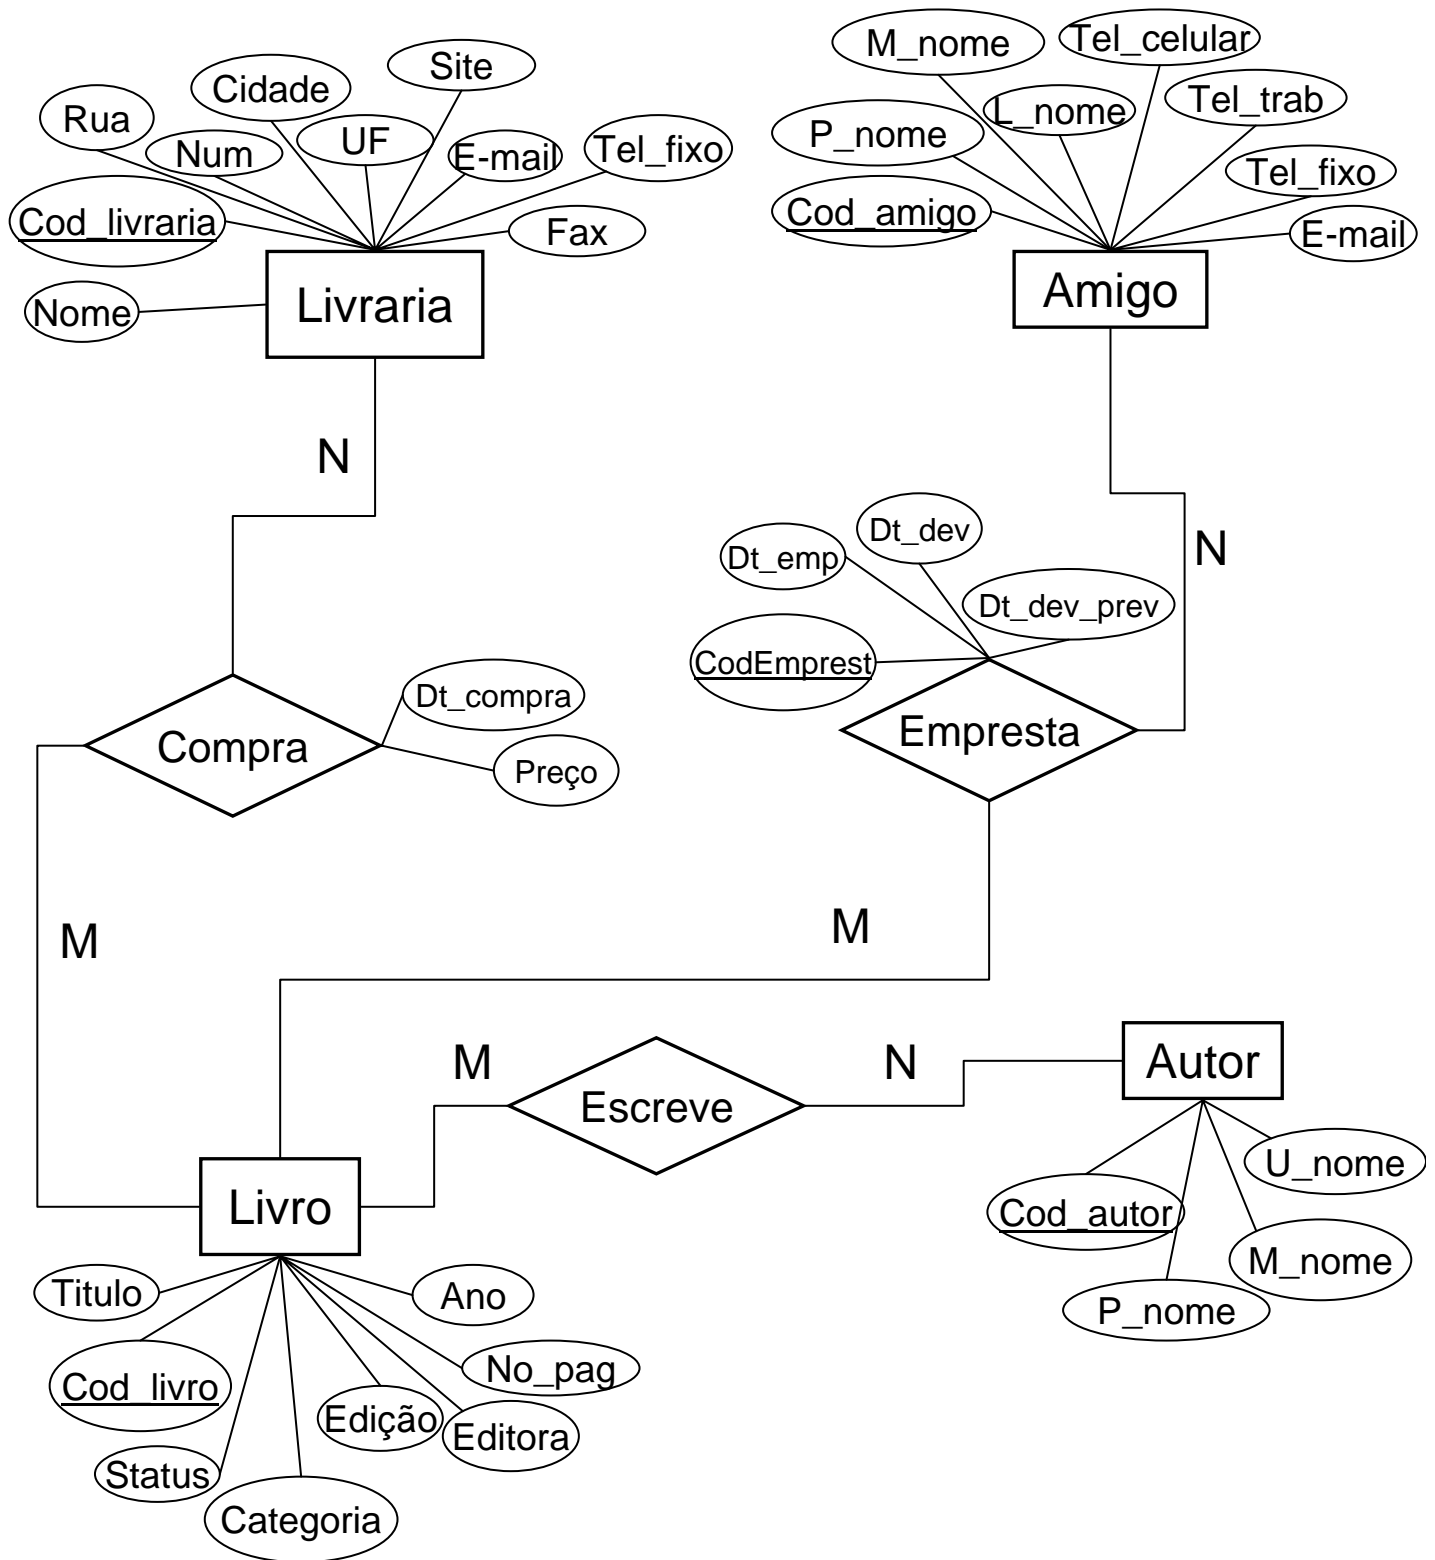 M_nome
Tel_celular
Site
Cidade
Tel_trab
L_nome
Rua
P_nome
UF
Num
E-mail
Tel_fixo
Tel_fixo
Cod_livraria
Cod_amigo
Fax
E-mail
Nome
Livraria
Amigo
N
N
Dt_dev
Dt_emp
Dt_dev_prev
CodEmprest
Dt_compra
Compra
Preço
Empresta
M
M
M
N
Autor
Escreve
U_nome
Livro
Cod_autor
M_nome
P_nome
Titulo
Ano
No_pag
Cod_livro
Edição
Editora
Status
Categoria